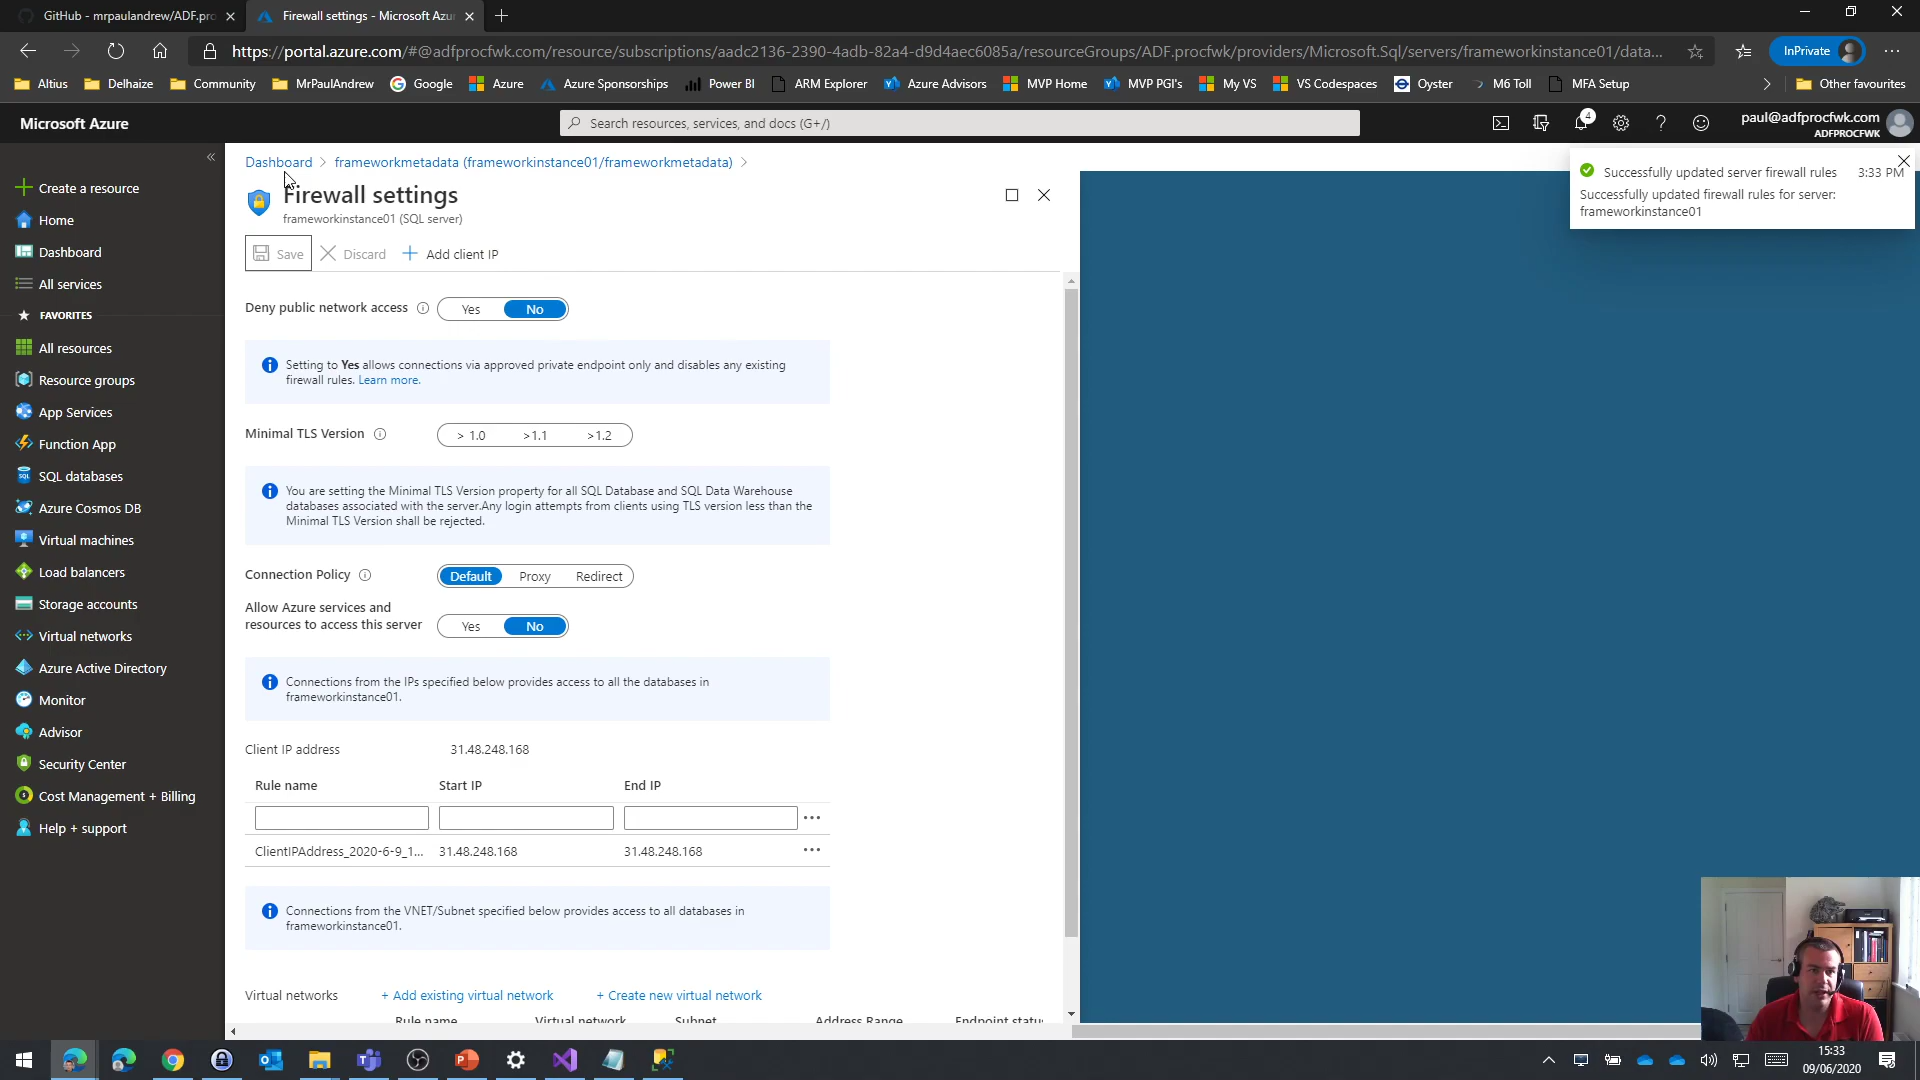 GitHub - mrpaulandrew/ADF.pro
Firewall settings - Microsoft Azu
https://portal.azure.com/#@adfprocfwk.com/resource/subscriptions/aadc2136-2390-4adb-82a4-d9d4aec6085a/resourceGroups/ADF.procfwk/providers/Microsoft.Sql/servers/frameworkinstance01/data...
InPrivate
Altius
Delhaize
Community
MrPaulAndrew
Google
Azure
Azure Sponsorships
Power BI
ARM Explorer
Azure Advisors
MVP Home
MVP PGI's
My VS
VS Codespaces
Oyster
M6 Toll
MFA Setup
Other favourites
Microsoft Azure
Search resources, services, and docs (G+/)
4
paul@adfprocfwk.com
ADFPROCFWK
Create a resource
Home
Dashboard
All services
FAVORITES
All resources
Resource groups
App Services
Function App
SQL databases
Azure Cosmos DB
Virtual machines
Load balancers
Storage accounts
Virtual networks
Azure Active Directory
Monitor
Advisor
Security Center
Cost Management + Billing
Help + support
Dashboard > frameworkmetadata (frameworkinstance01/frameworkmetadata) >
Firewall settings
frameworkinstance01 (SQL server)
Save
Discard
Add client IP
Deny public network access
Yes No
Setting to Yes allows connections via approved private endpoint only and disables any existing
firewall rules. Learn more.
Minimal TLS Version
> 1.0 >1.1 >1.2
You are setting the Minimal TLS Version property for all SQL Database and SQL Data Warehouse
databases associated with the server.Any login attempts from clients using TLS version less than the
Minimal TLS Version shall be rejected.
Connection Policy
Default Proxy Redirect
Allow Azure services and
resources to access this server
Yes No
Connections from the IPs specified below provides access to all the databases in
frameworkinstance01.
Client IP address 31.48.248.168
Rule name Start IP End IP
ClientIPAddress_2020-6-9_1... 31.48.248.168 31.48.248.168
Connections from the VNET/Subnet specified below provides access to all databases in
frameworkinstance01.
Virtual networks + Add existing virtual network + Create new virtual network
Rule name Virtual network Subnet Address Range Endpoint statu
Successfully updated server firewall rules 3:33 PM
Successfully updated firewall rules for server:
frameworkinstance01
15:33
09/06/2020